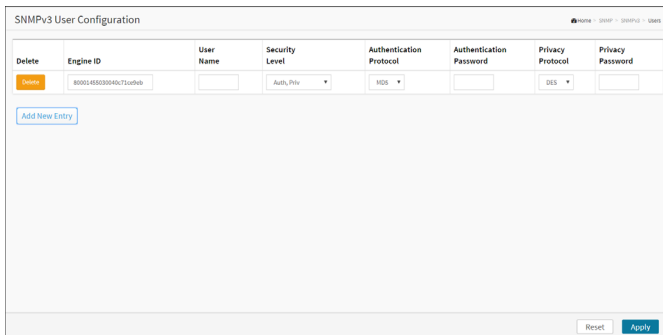 SNMPv3 User Configuration
Home > SNMP > SNMPv3 > Users
Delete Engine ID User Name Security Level Authentication Protocol Authentication Password Privacy Protocol Privacy Password
Delete 80001455030040c71ce9eb Auth, Priv MD5 DES
Add New Entry
Reset Apply